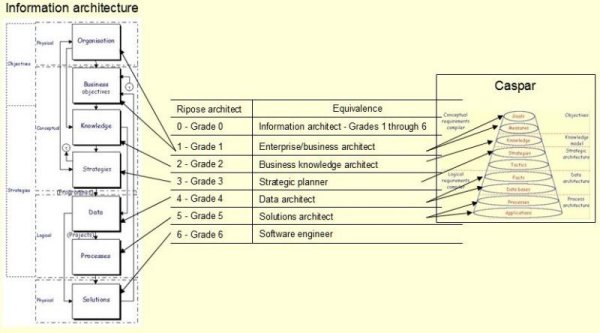 Information architecture
Physical
Organisation
Objectives
Business
objectives
Conceptual
Knowledge
Strategies
Strategies
(Programmes)
Data
Logical
(Projects)
Processes
Physical
Solutions
Ripose architect
Equivalence
0 - Grade 0
Information architect - Grades 1 through 6
1 - Grade 1
Enterprise/business architect
2 - Grade 2
Business knowledge architect
3 - Grade 3
Strategic planner
4 - Grade 4
Data architect
5 - Grade 5
Solutions architect
6 - Grade 6
Software engineer
Caspar
Conceptual
requirements
compiler
Goals
Objectives
Measures
Knowledge
Knowledge
model
Strategies
Strategic
architecture
Tactics
Logical
requirements
compiler
Facts
Data
architecture
Data bases
Processes
Process
architecture
Applications